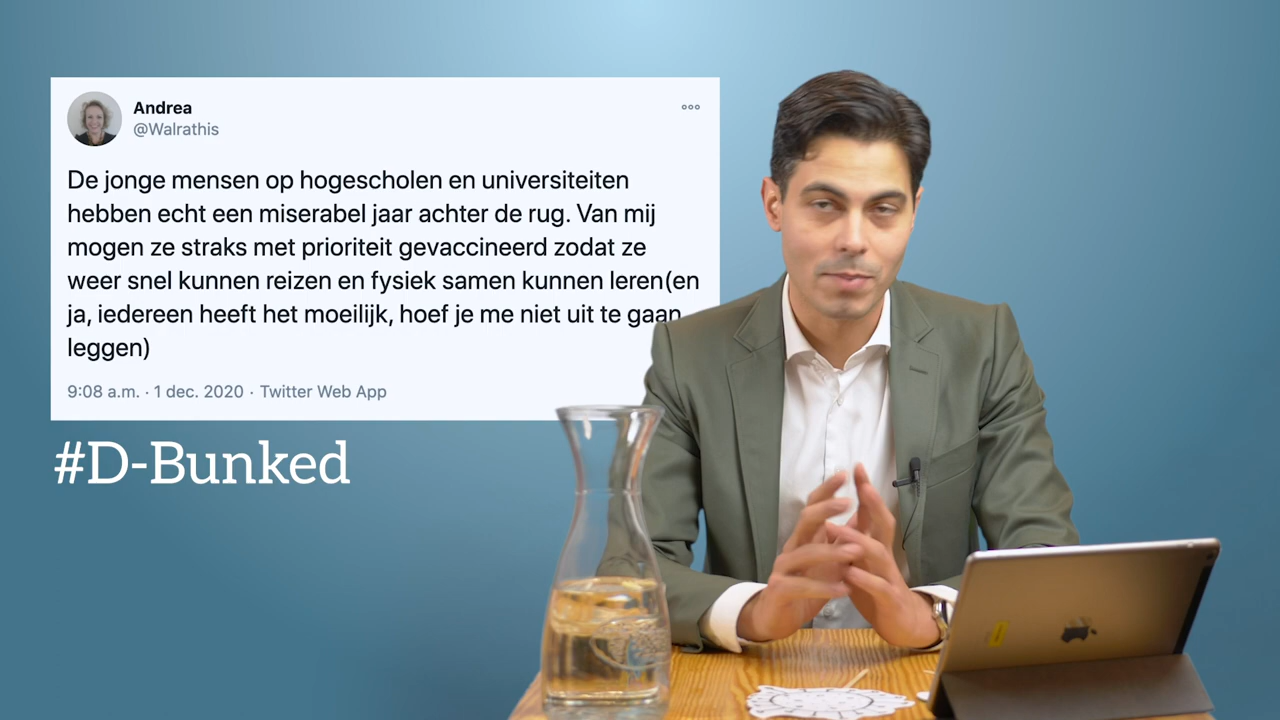 Andrea
@Walrathis
De jonge mensen op hogescholen en universiteiten
hebben echt een miserabel jaar achter de rug. Van mij
mogen ze straks met prioriteit gevaccineerd zodat ze
weer snel kunnen reizen en fysiek samen kunnen leren(en
ja, iedereen heeft het moeilijk, hoef je me niet uit te gaan
leggen)
9:08 a.m. · 1 dec. 2020 · Twitter Web App
#D-Bunked